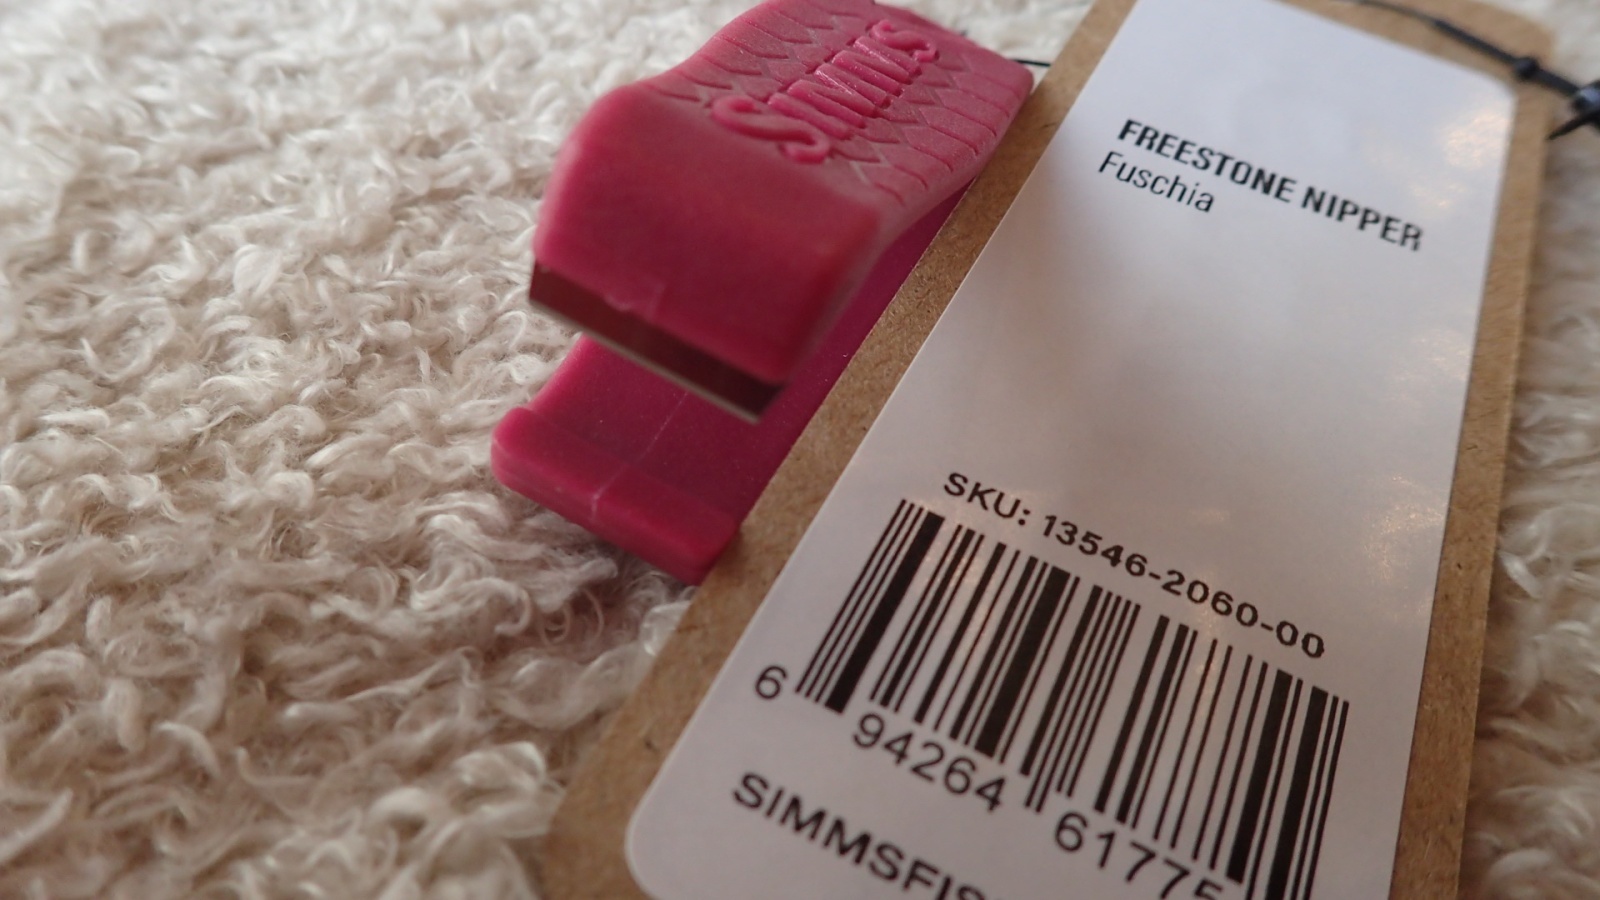 SIMMS
FREESTONE NIPPER
Fuschia
SKU: 13546-2060-00
6 94264 61775